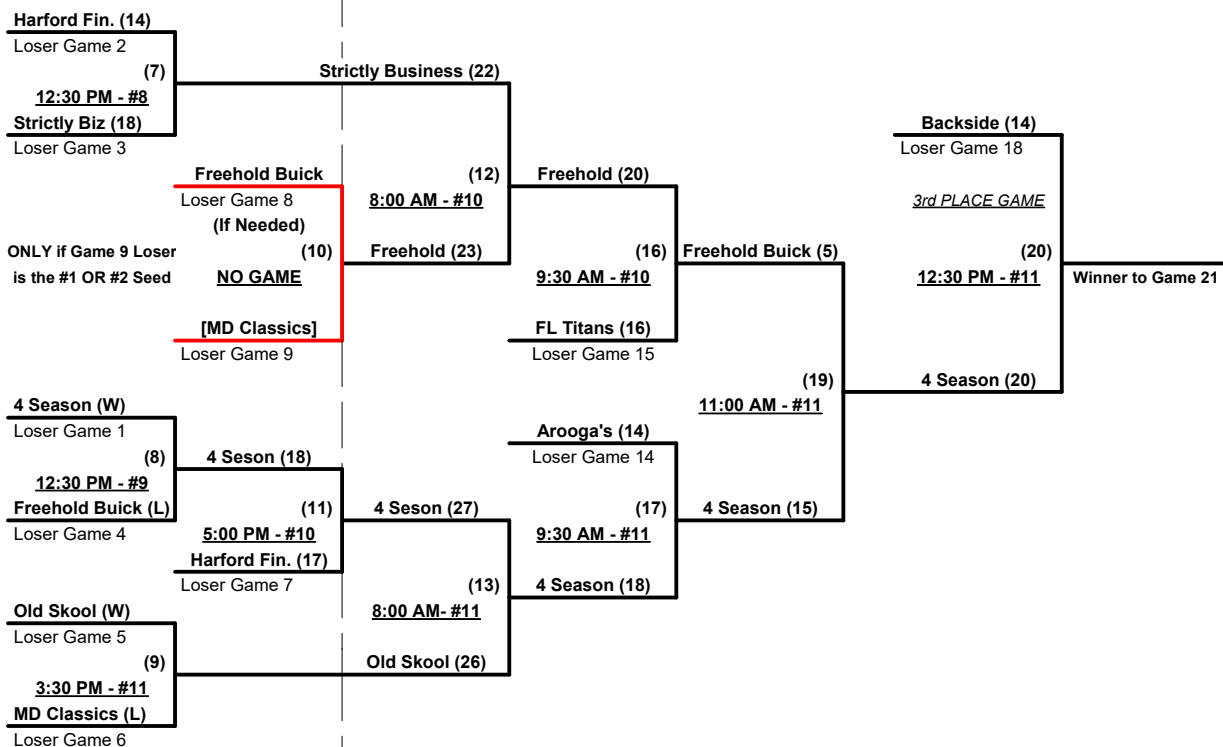 Harford Fin. (14)
Loser Game 2
(7)
12:30 PM - #8
Strictly Biz (18)
Loser Game 3
Strictly Business (22)
Freehold Buick
Loser Game 8
(If Needed)
ONLY if Game 9 Loser
is the #1 OR #2 Seed
(10)
NO GAME
[MD Classics]
Loser Game 9
(12)
8:00 AM - #10
Freehold (23)
Freehold (20)
(16)
9:30 AM - #10
FL Titans (16)
Loser Game 15
Freehold Buick (5)
4 Season (W)
Loser Game 1
(8)
12:30 PM - #9
Freehold Buick (L)
Loser Game 4
4 Seson (18)
(11)
5:00 PM - #10
Harford Fin. (17)
Loser Game 7
4 Seson (27)
(13)
8:00 AM- #11
Old Skool (W)
Loser Game 5
(9)
3:30 PM - #11
MD Classics (L)
Loser Game 6
Old Skool (26)
Arooga's (14)
Loser Game 14
(17)
9:30 AM - #11
4 Season (18)
4 Season (15)
(19)
11:00 AM - #11
Backside (14)
Loser Game 18
3rd PLACE GAME
(20)
12:30 PM - #11
4 Season (20)
Winner to Game 21